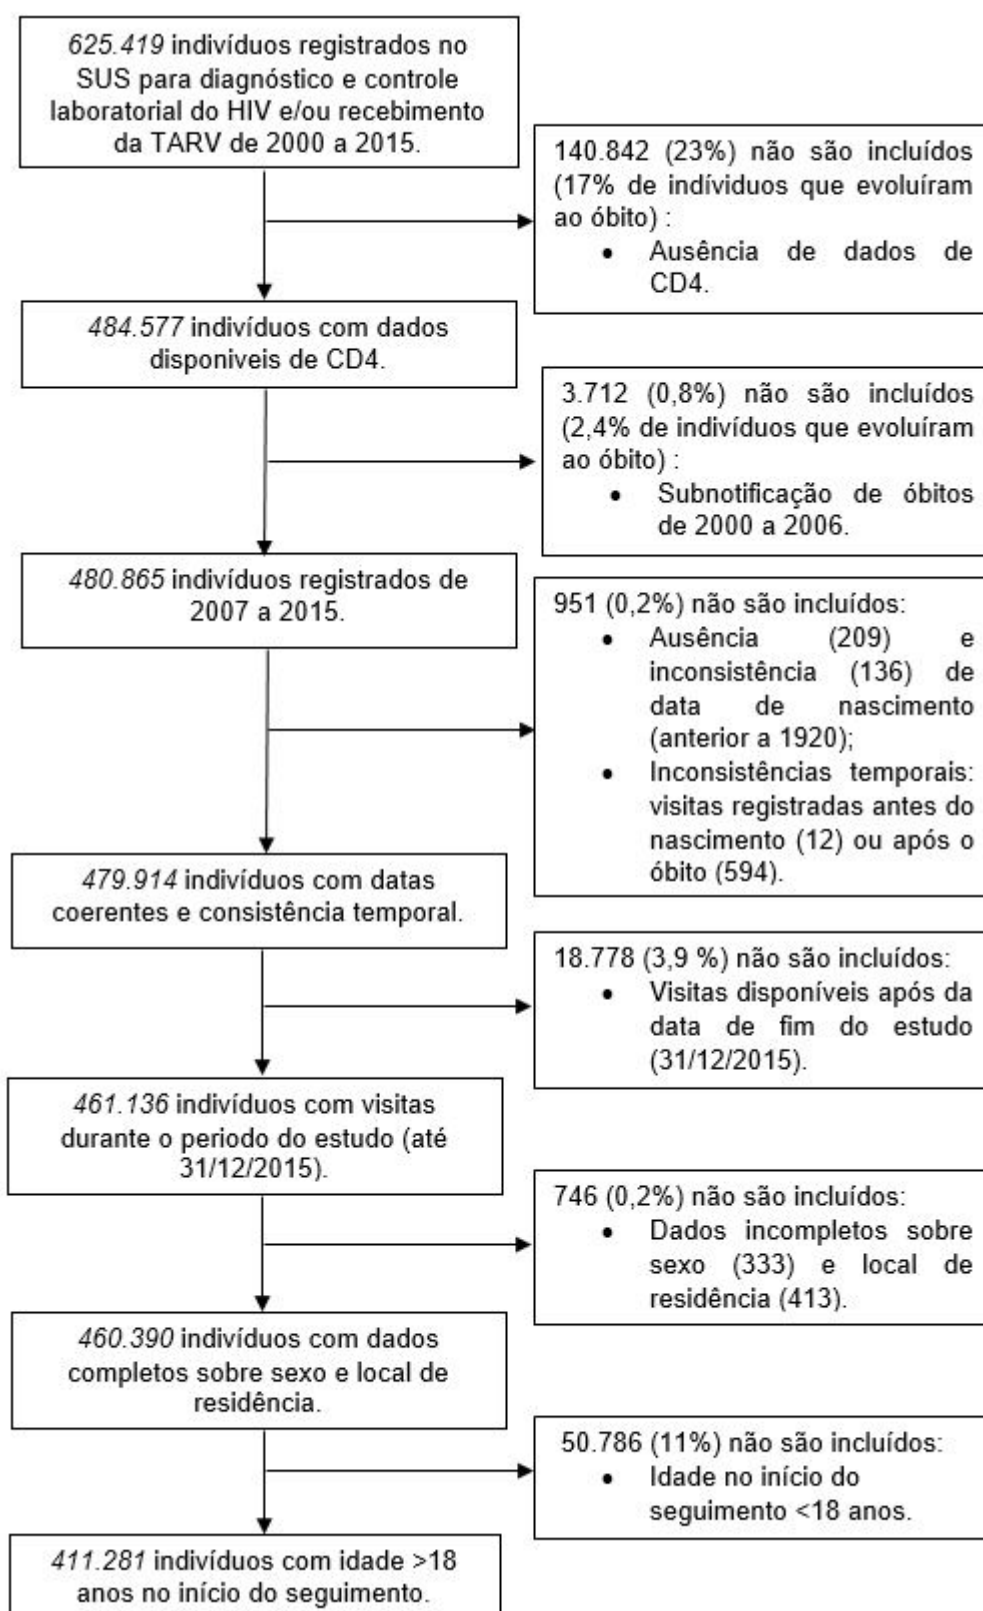 625.419 indivíduos registrados no
SUS para diagnóstico e controle
laboratorial do HIV e/ou recebimento
da TARV de 2000 a 2015.
140.842 (23%) não são incluídos
(17% de indíviduos que evoluíram
ao óbito) :
• Ausência de dados de
CD4.
484.577 indivíduos com dados
disponiveis de CD4.
3.712 (0,8%) não são incluídos
(2,4% de indivíduos que evoluíram
ao óbito) :
• Subnotificação de óbitos
de 2000 a 2006.
480.865 indivíduos registrados de
2007 a 2015.
951 (0,2%) não são incluídos:
• Ausência (209) e
inconsistência (136) de
data de nascimento
(anterior a 1920);
• Inconsistências temporais:
visitas registradas antes do
nascimento (12) ou após o
óbito (594).
479.914 indivíduos com datas
coerentes e consistência temporal.
18.778 (3,9 %) não são incluídos:
• Visitas disponíveis após da
data de fim do estudo
(31/12/2015).
461.136 indivíduos com visitas
durante o periodo do estudo (até
31/12/2015).
746 (0,2%) não são incluídos:
• Dados incompletos sobre
sexo (333) e local de
residência (413).
460.390 indivíduos com dados
completos sobre sexo e local de
residência.
50.786 (11%) não são incluídos:
• Idade no início do
seguimento <18 anos.
411.281 indivíduos com idade >18
anos no início do seguimento.